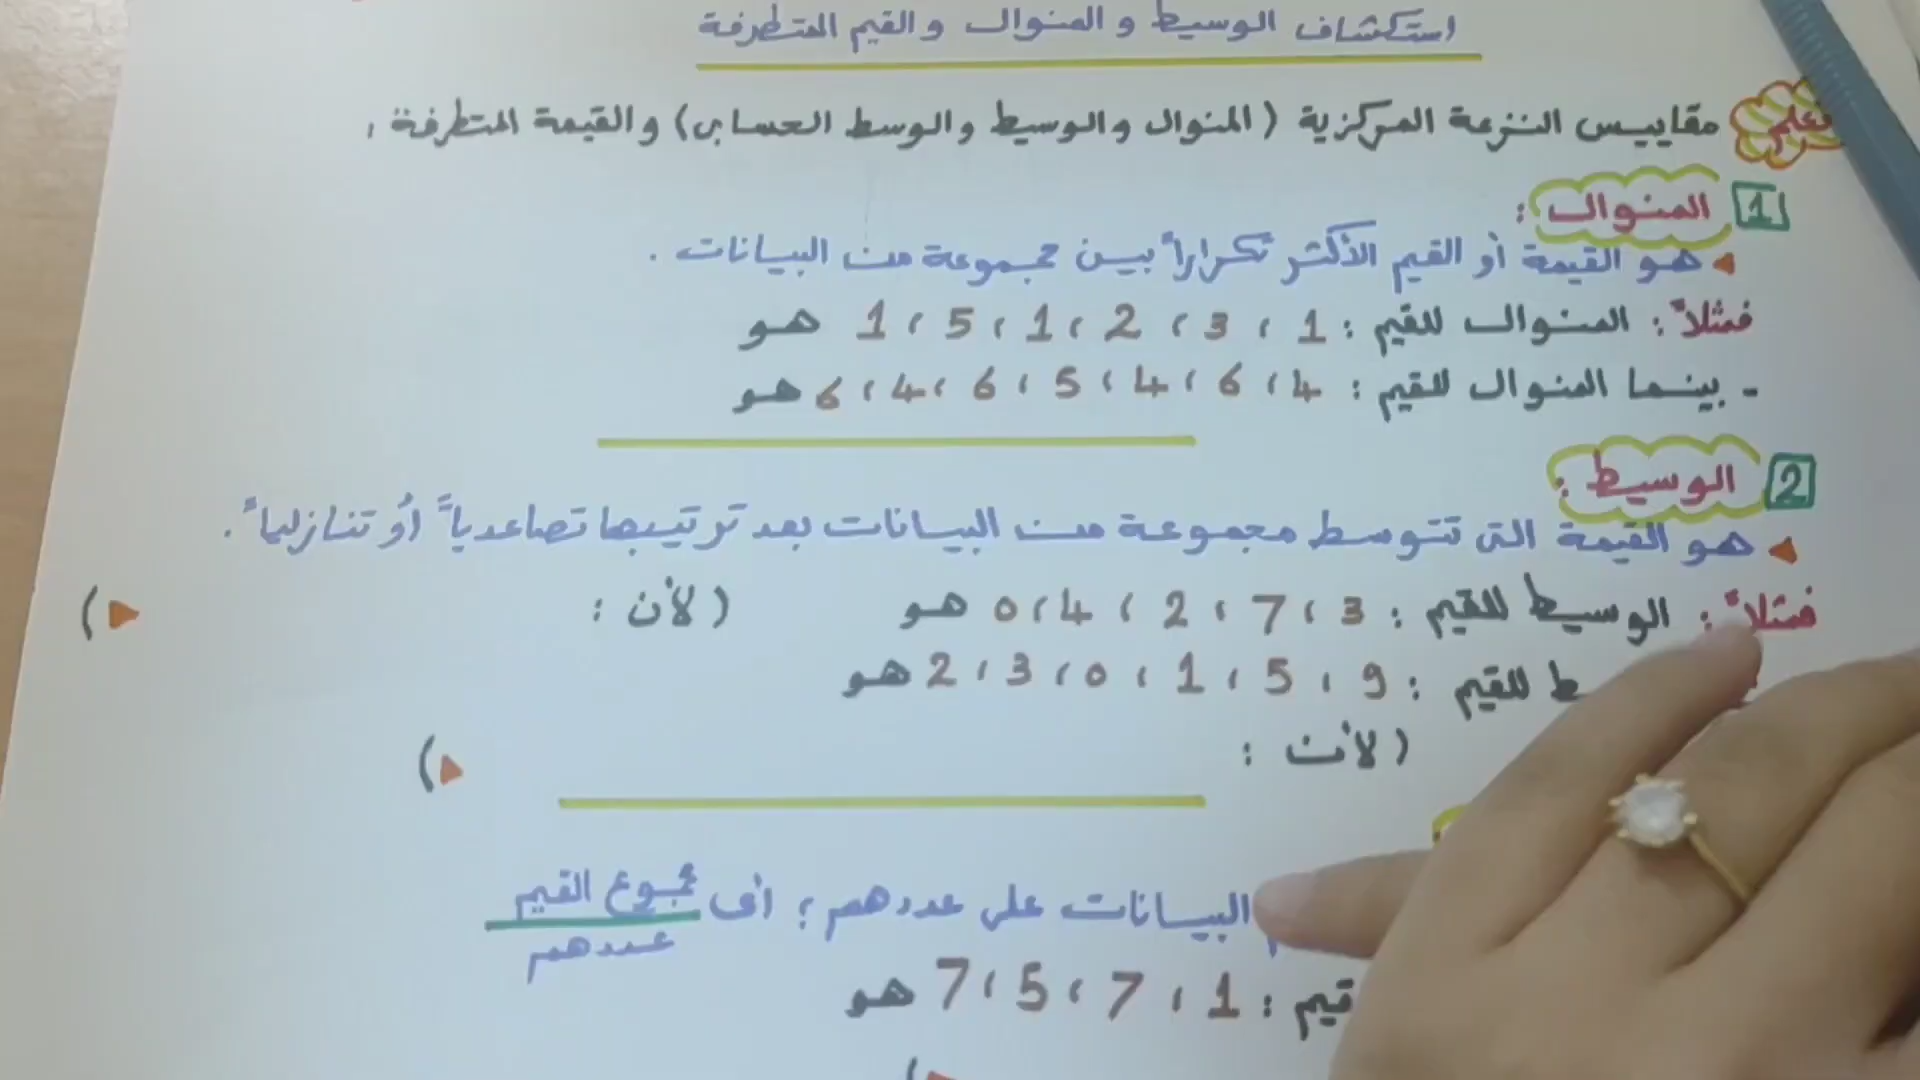 استكشاف الوسيط و المنوال و القيم المتطرفة
تعلم مقاييس النزعة المركزية (المنوال والوسيط والوسط الحسابي) والقيمة المتطرفة:
1 المنوال:
هو القيمة أو القيم الأكثر تكراراً بين مجموعة من البيانات.
فمثلاً: المنوال للقيم: 1، 3، 2، 1، 5، 1 هو
- بينما المنوال للقيم: 4، 6، 4، 5، 6، 4، 6 هو
2 الوسيط:
هو القيمة التي تتوسط مجموعة من البيانات بعد ترتيبها تصاعدياً أو تنازلياً.
فمثلاً: الوسيط للقيم: 3، 7، 2، 4، 0 هو (لأن: )
ط للقيم: 9، 5، 1، 0، 3، 2 هو
(لأن: )
البيانات على عددهم؛ أي مجموع القيم
عددهم
قيم: 1، 7، 5، 7 هو